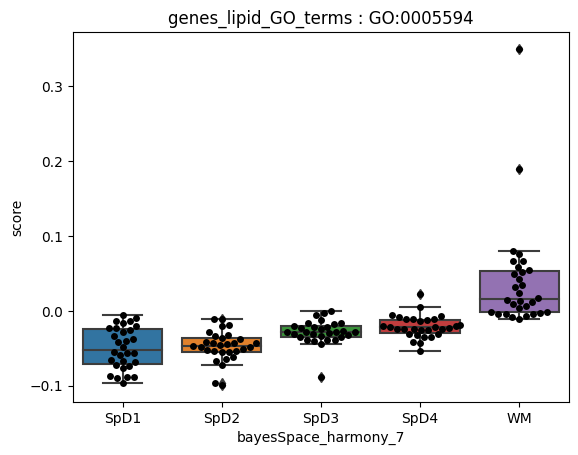 genes_lipid_GO_terms : GO:0005594
score
0.3
0.2
0.1
0.0
−0.1
SpD1 SpD2 SpD3 SpD4 WM
bayesSpace_harmony_7